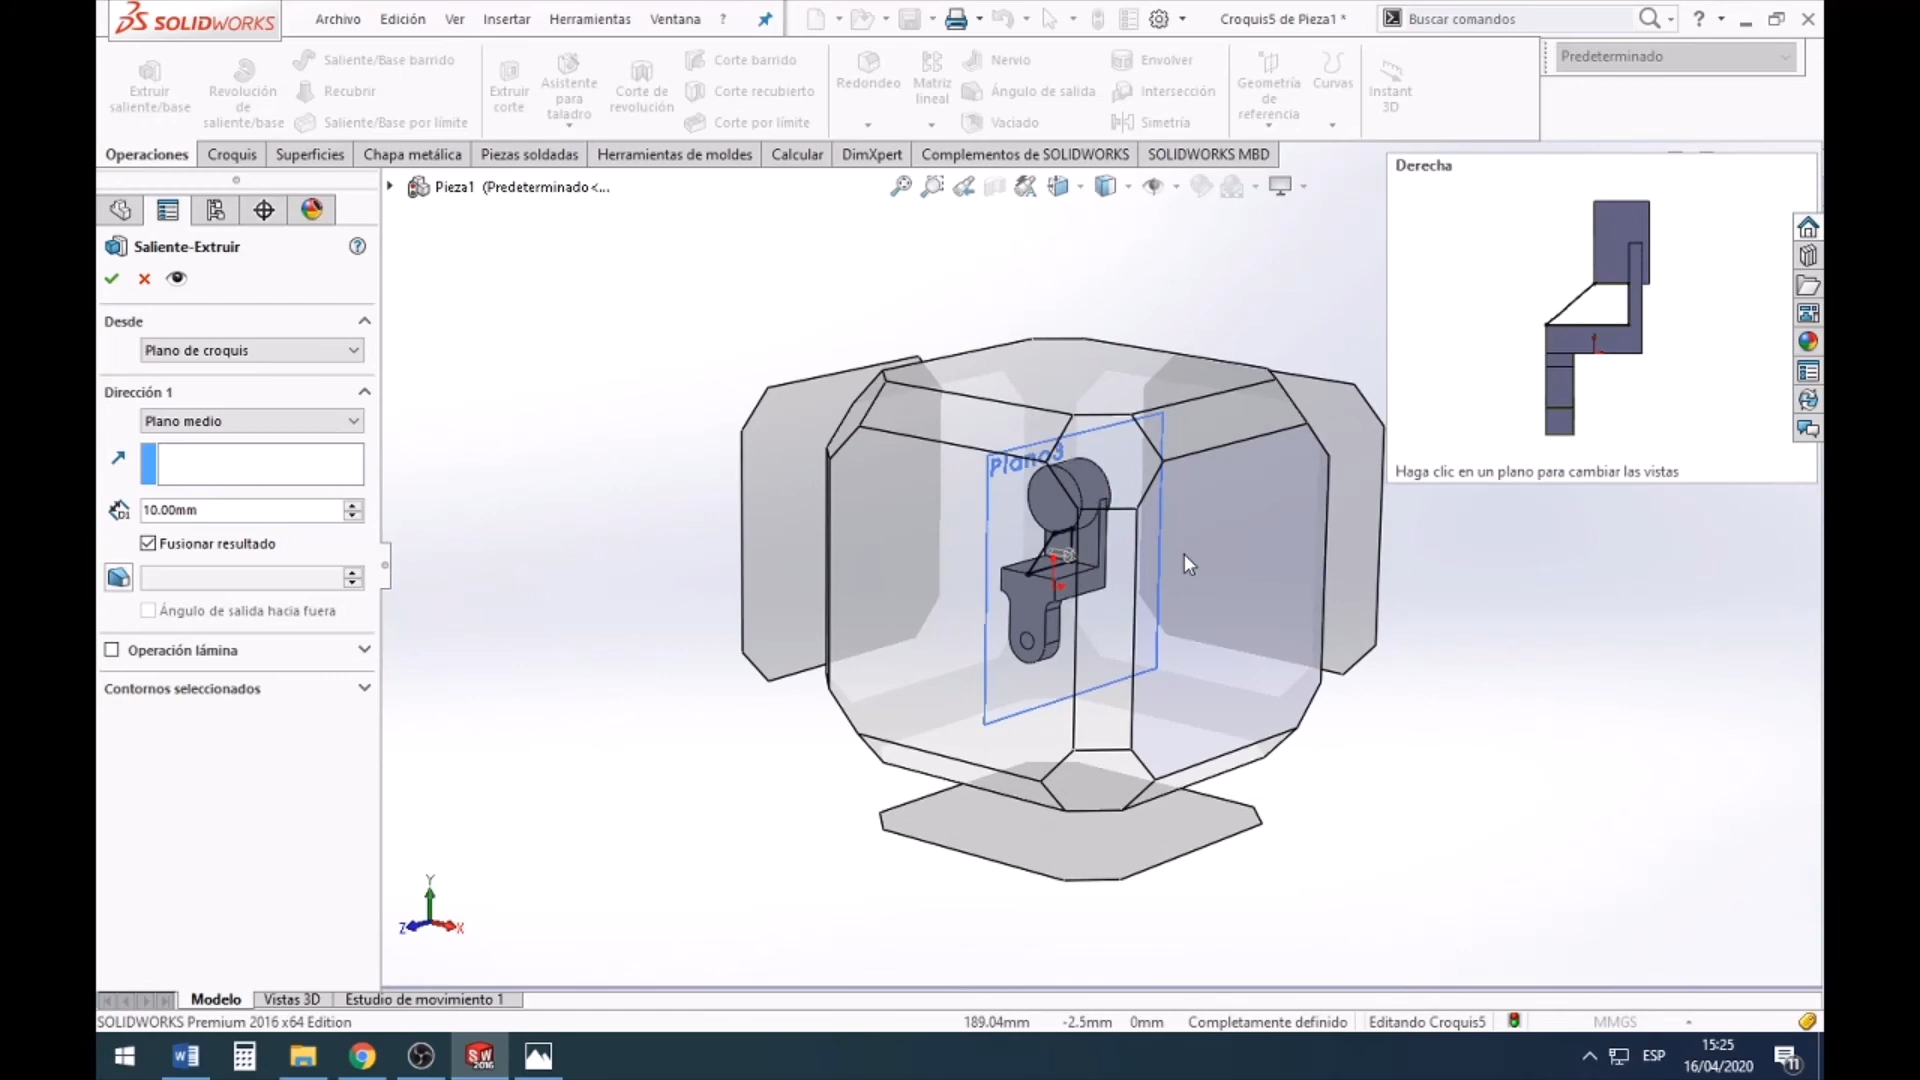 SOLIDWORKS
Archivo Edición Ver Insertar Herramientas Ventana ?
Croquis5 de Pieza1 *
Buscar comandos
?
Extruir saliente/base
Revolución de saliente/base
Saliente/Base barrido
Recubrir
Saliente/Base por límite
Extruir corte
Asistente para taladro
Corte de revolución
Corte barrido
Corte recubierto
Corte por límite
Redondeo
Matriz lineal
Nervio
Ángulo de salida
Vaciado
Envolver
Intersección
Simetría
Geometría de referencia
Curvas
Instant 3D
Predeterminado
Operaciones Croquis Superficies Chapa metálica Piezas soldadas Herramientas de moldes Calcular DimXpert Complementos de SOLIDWORKS SOLIDWORKS MBD
Pieza1 (Predeterminado<...
Saliente-Extruir
Desde
Plano de croquis
Dirección 1
Plano medio
10.00mm
Fusionar resultado
Ángulo de salida hacia fuera
Operación lámina
Contornos seleccionados
Derecha
Haga clic en un plano para cambiar las vistas
Plano3
Y
Z
X
Modelo Vistas 3D Estudio de movimiento 1
SOLIDWORKS Premium 2016 x64 Edition
189.04mm -2.5mm 0mm Completamente definido Editando Croquis5 MMGS
ESP
15:25
16/04/2020
11